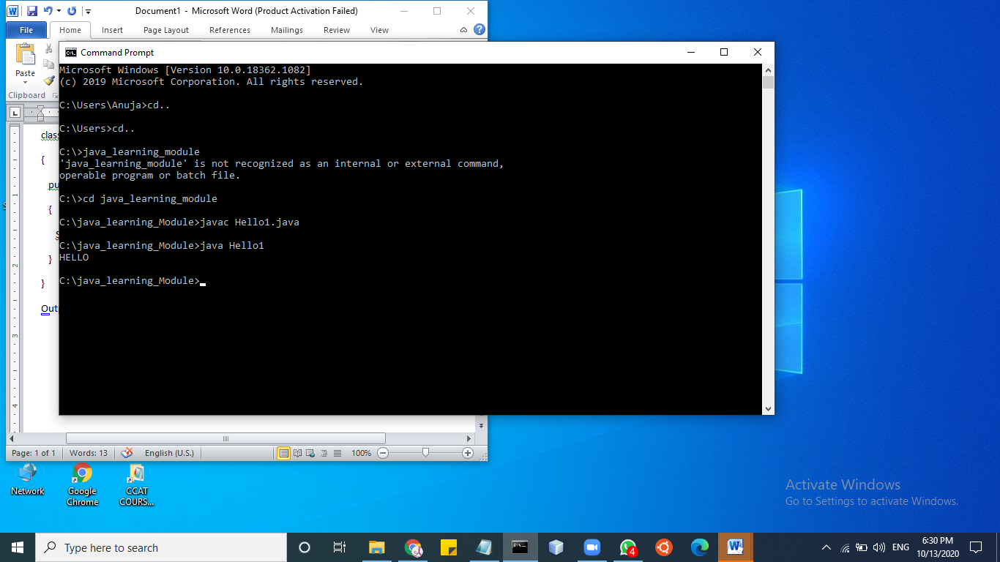 Document1 - Microsoft Word (Product Activation Failed)
File Home Insert Page Layout References Mailings Review View
Paste
Clipboard
Command Prompt
Microsoft Windows [Version 10.0.18362.1082]
(c) 2019 Microsoft Corporation. All rights reserved.
C:\Users\Anuja>cd..
C:\Users>cd..
C:\>java_learning_module
'java_learning_module' is not recognized as an internal or external command,
operable program or batch file.
C:\>cd java_learning_module
C:\java_learning_Module>javac Hello1.java
C:\java_learning_Module>java Hello1
HELLO
C:\java_learning_Module>
class
{
pu
{
S
}
}
Out
Page: 1 of 1 Words: 13 English (U.S.) 100%
Network
Google
Chrome
CCAT
COURS...
Activate Windows
Go to Settings to activate Windows.
Type here to search
4
ENG
6:30 PM
10/13/2020